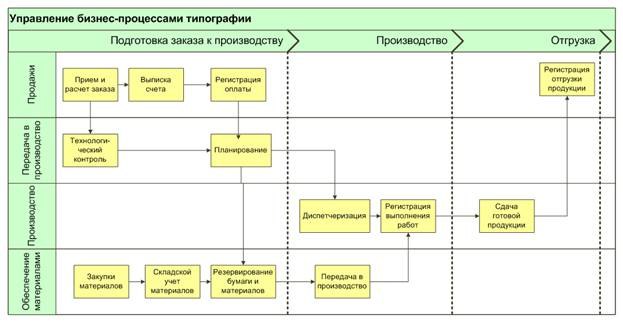 Управление бизнес-процессами типографии
Подготовка заказа к производству
Производство
Отгрузка
Продажи
Прием и
расчет заказа
Выписка
счета
Регистрация
оплаты
Регистрация
отгрузки
продукции
Передача в
производство
Технологи-
ческий
контроль
Планирование
Производство
Диспетчеризация
Регистрация
выполнения
работ
Сдача
готовой
продукции
Обеспечение
материалами
Закупки
материалов
Складской
учет
материалов
Резервирование
бумаги и
материалов
Передача в
производство